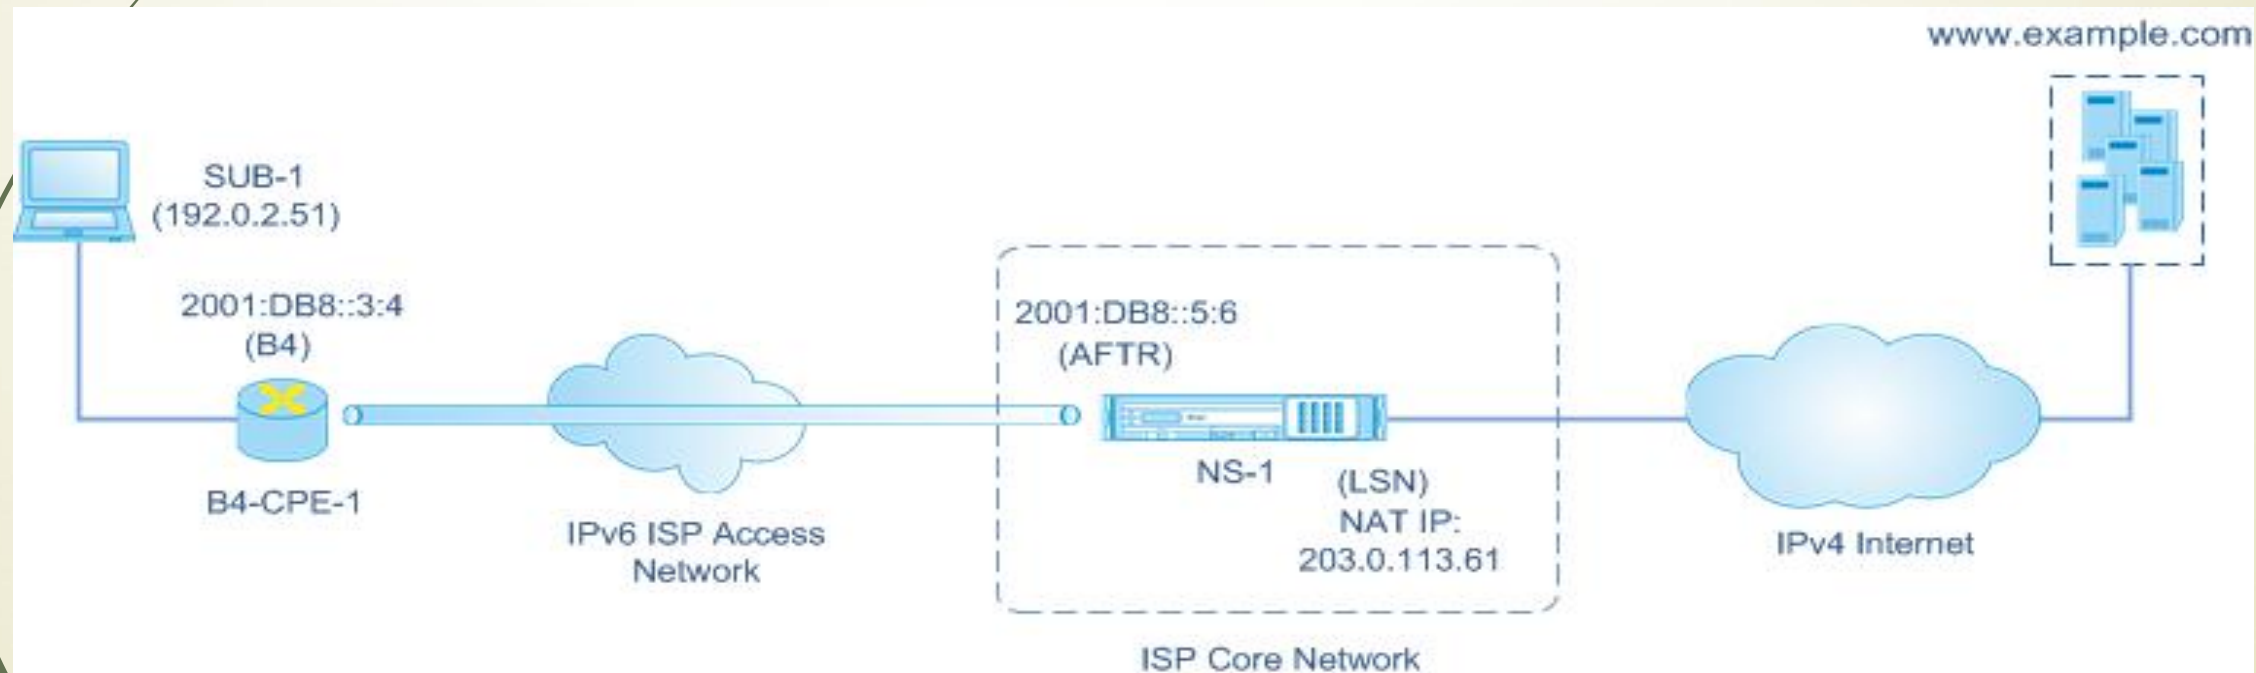 www.example.com
SUB-1
(192.0.2.51)
2001:DB8::3:4
(B4)
B4-CPE-1
IPv6 ISP Access
Network
2001:DB8::5:6
(AFTR)
NS-1
(LSN)
NAT IP:
203.0.113.61
ISP Core Network
IPv4 Internet